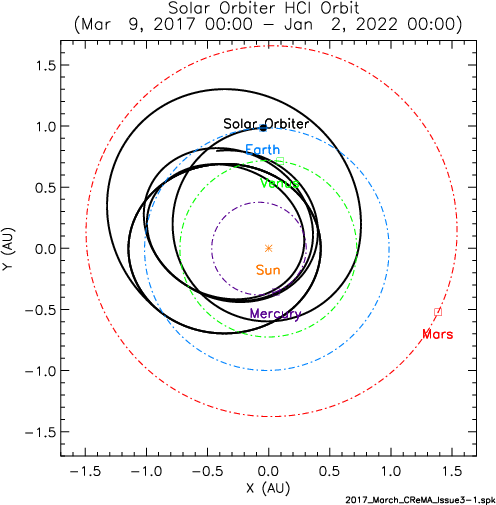 Solar Orbiter HCI Orbit
(Mar 9, 2017 00:00 – Jan 2, 2022 00:00)
1.5
1.0
0.5
0.0
−0.5
−1.0
−1.5
Y (AU)
Solar Orbiter
Earth
Venus
Sun
Mercury
Mars
−1.5 −1.0 −0.5 0.0 0.5 1.0 1.5
X (AU)
2017_March_CReMA_Issue3-1.spk